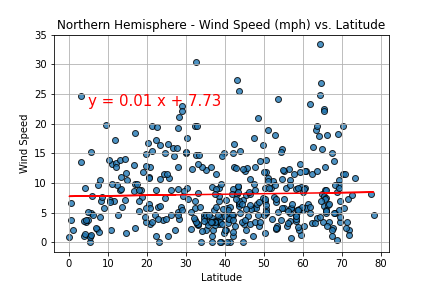 Northern Hemisphere - Wind Speed (mph) vs. Latitude
35
30
25
20
15
10
5
0
Wind Speed
y = 0.01 x + 7.73
0 10 20 30 40 50 60 70 80
Latitude